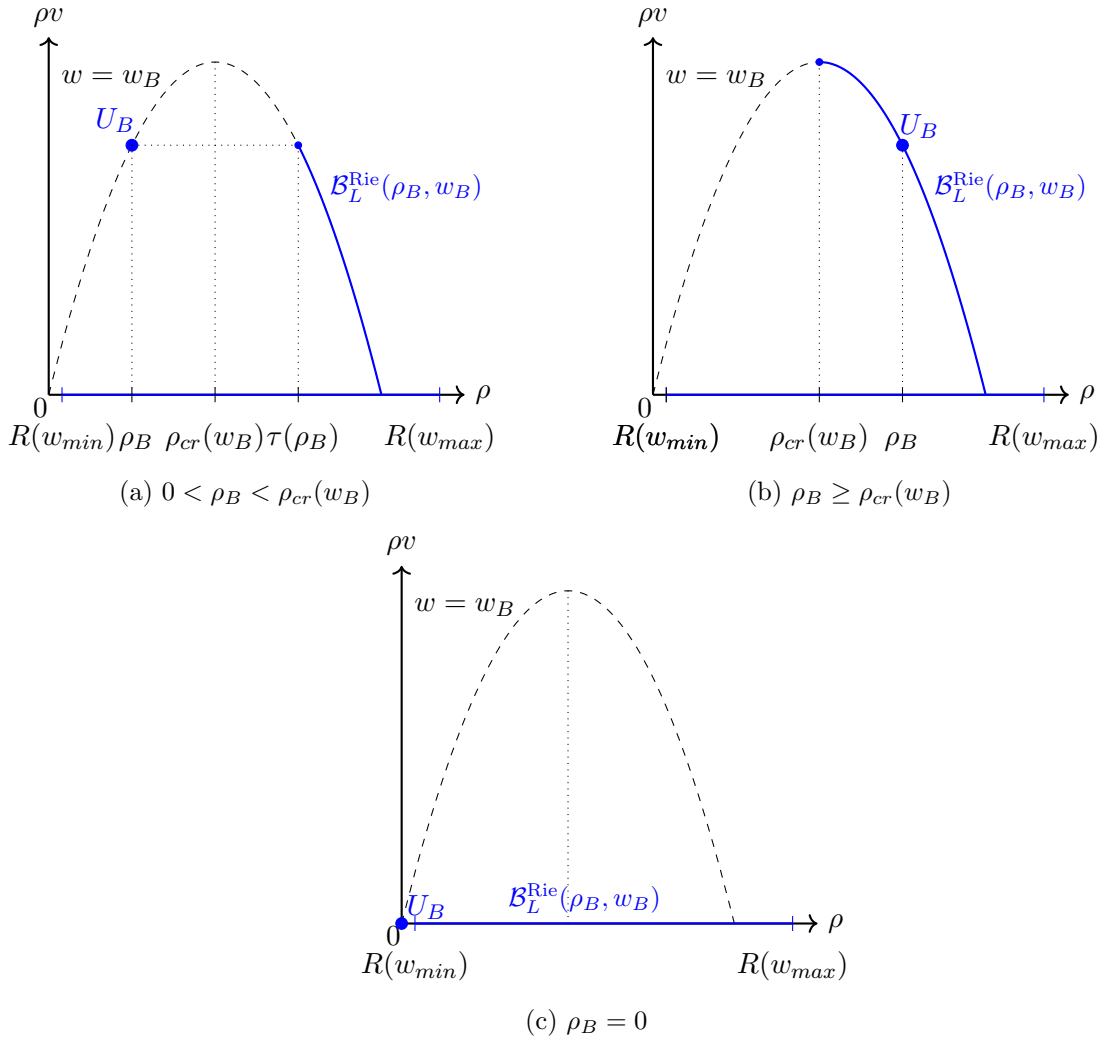 ρv
w = w_B
U_B
𝓑_L^Rie(ρ_B, w_B)
ρ
0
R(w_min) ρ_B ρ_cr(w_B) τ(ρ_B) R(w_max)
(a) 0 < ρ_B < ρ_cr(w_B)
ρv
w = w_B
U_B
𝓑_L^Rie(ρ_B, w_B)
ρ
0
R(w_min) ρ_cr(w_B) ρ_B R(w_max)
(b) ρ_B ≥ ρ_cr(w_B)
ρv
w = w_B
𝓑_L^Rie(ρ_B, w_B)
U_B
ρ
0
R(w_min) R(w_max)
(c) ρ_B = 0